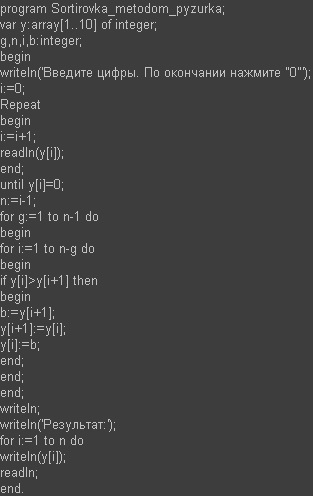 program Sortirovka_metodom_pyzurka;
var y:array[1..10] of integer;
g,n,i,b:integer;
begin
writeln('Введите цифры. По окончании нажмите "0"');
i:=0;
Repeat
begin
i:=i+1;
readln(y[i]);
end;
until y[i]=0;
n:=i-1;
for g:=1 to n-1 do
begin
for i:=1 to n-g do
begin
if y[i]>y[i+1] then
begin
b:=y[i+1];
y[i+1]:=y[i];
y[i]:=b;
end;
end;
end;
writeln;
writeln('Результат:');
for i:=1 to n do
writeln(y[i]);
readln;
end.